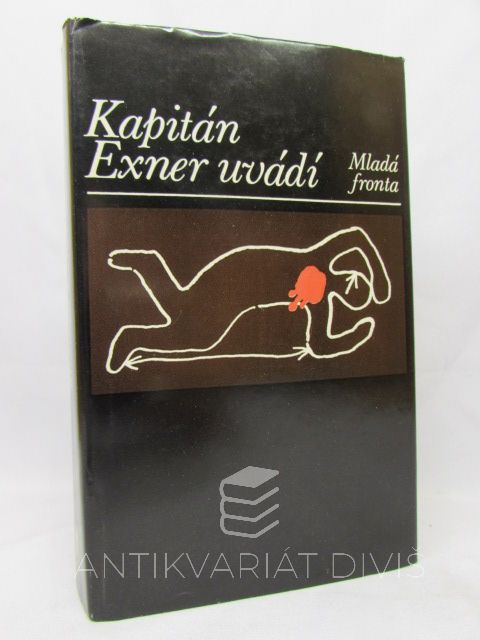 Kapitán
Exner uvádí
Mladá
fronta
ANTIKVARIÁT DIVIŠ